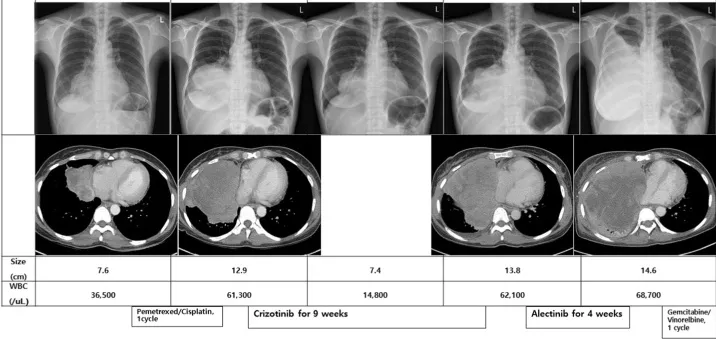 L L L L L
Size
(cm) 7.6 12.9 7.4 13.8 14.6
WBC
(/uL) 36,500 61,300 14,800 62,100 68,700
Pemetrexed/Cisplatin,
1cycle
Crizotinib for 9 weeks
Alectinib for 4 weeks
Gemcitabine/
Vinorelbine,
1 cycle